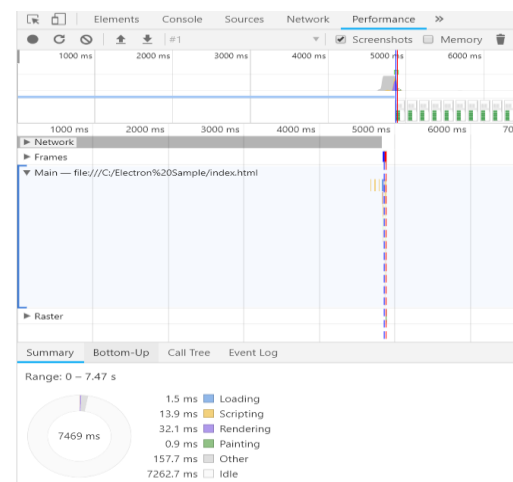 Elements Console Sources Network Performance »
#1 Screenshots Memory
1000 ms 2000 ms 3000 ms 4000 ms 5000 ms 6000 ms
1000 ms 2000 ms 3000 ms 4000 ms 5000 ms 6000 ms 70
Network
Frames
Main — file:///C:/Electron%20Sample/index.html
Raster
Summary Bottom-Up Call Tree Event Log
Range: 0 – 7.47 s
1.5 ms Loading
13.9 ms Scripting
32.1 ms Rendering
7469 ms
0.9 ms Painting
157.7 ms Other
7262.7 ms Idle